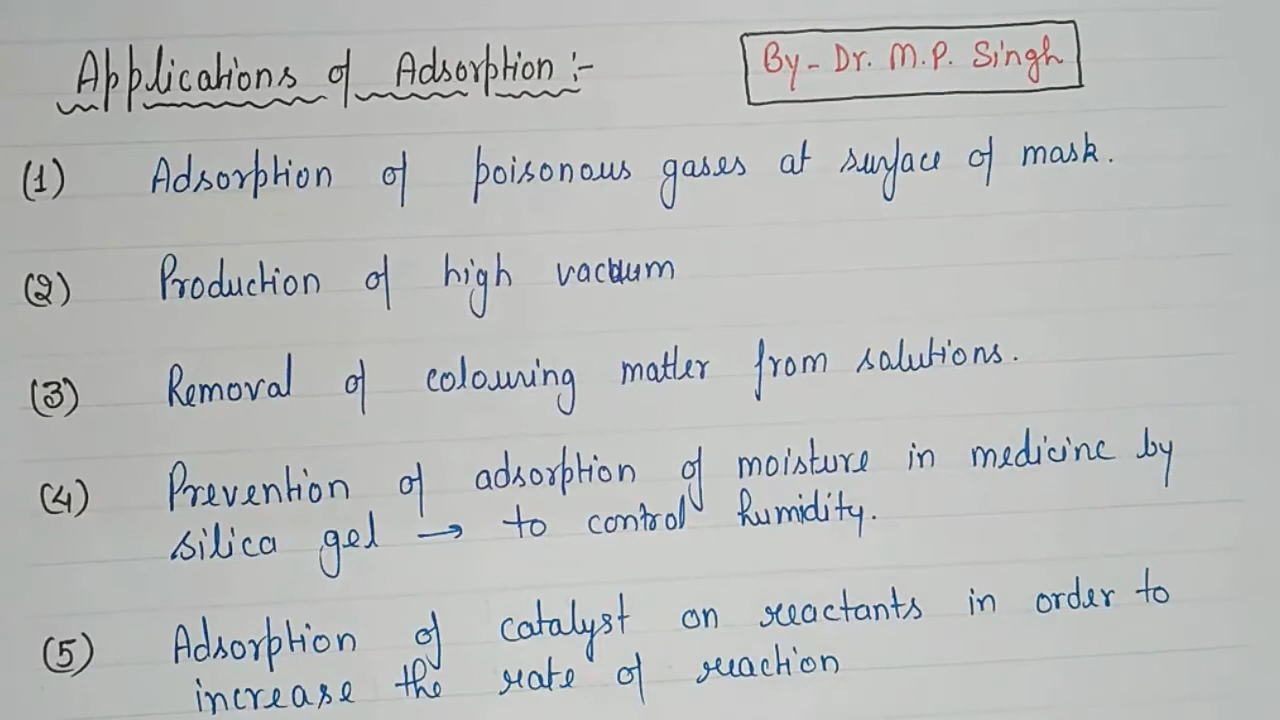 Applications of Adsorption :-
By - Dr. M.P. Singh
(1) Adsorption of poisonous gases at surface of mask.
(2) Production of high vacuum
(3) Removal of colouring matter from solutions.
(4) Prevention of adsorption of moisture in medicine by
silica gel → to control humidity.
(5) Adsorption of catalyst on reactants in order to
increase the rate of reaction